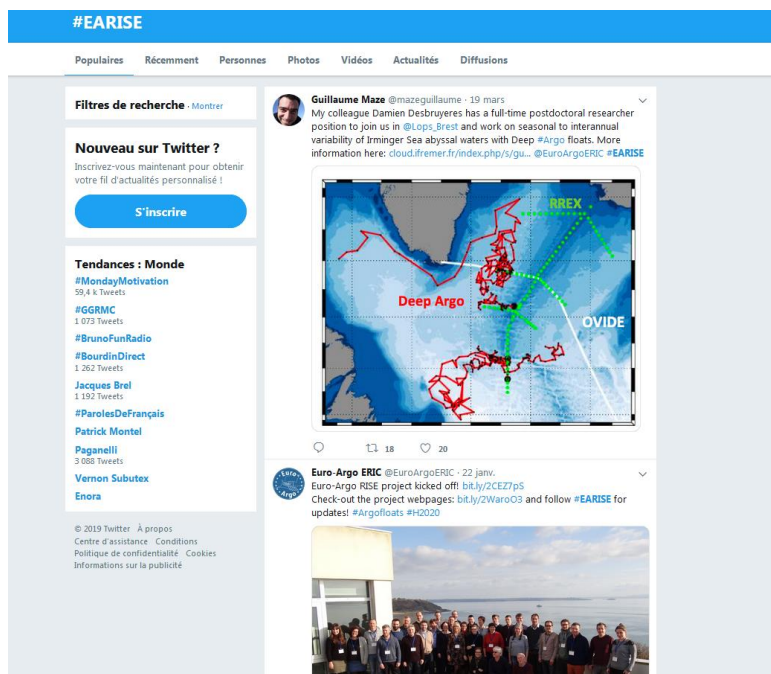 #EARISE
Populaires Récemment Personnes Photos Vidéos Actualités Diffusions
Filtres de recherche · Montrer
Nouveau sur Twitter ?
Inscrivez-vous maintenant pour obtenir
votre fil d'actualités personnalisé !
S'inscrire
Tendances : Monde
#MondayMotivation
59,4 k Tweets
#GGRMC
1 073 Tweets
#BrunoFunRadio
#BourdinDirect
1 262 Tweets
Jacques Brel
1 192 Tweets
#ParolesDeFrançais
Patrick Montel
Paganelli
3 088 Tweets
Vernon Subutex
Enora
© 2019 Twitter À propos
Centre d'assistance Conditions
Politique de confidentialité Cookies
Informations sur la publicité
Guillaume Maze @mazeguillaume · 19 mars
My colleague Damien Desbruyeres has a full-time postdoctoral researcher
position to join us in @Lops_Brest and work on seasonal to interannual
variability of Irminger Sea abyssal waters with Deep #Argo floats. More
information here: cloud.ifremer.fr/index.php/s/gu... @EuroArgoERIC #EARISE
RREX
Deep Argo
OVIDE
18 20
Euro-Argo ERIC @EuroArgoERIC · 22 janv.
Euro-Argo RISE project kicked off! bit.ly/2CEZ7pS
Check-out the project webpages: bit.ly/2WaroO3 and follow #EARISE for
updates! #Argofloats #H2020
Euro
Argo